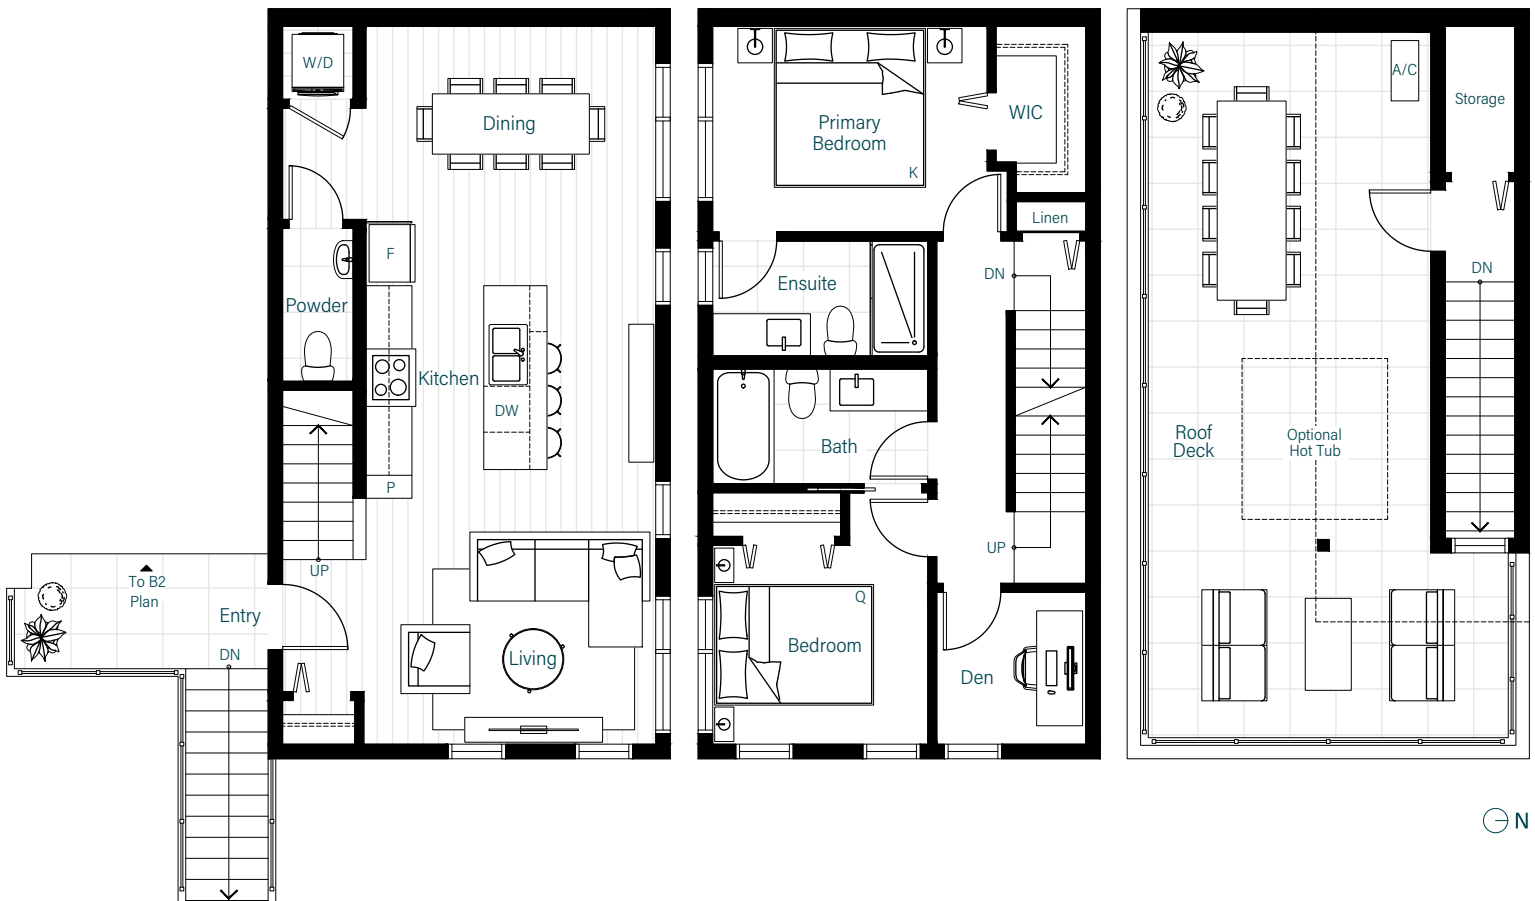 W/D
Dining
F
Powder
Kitchen
DW
P
UP
To B2
Plan
Entry
DN
Living
Primary
Bedroom
K
WIC
Linen
DN
Ensuite
Bath
UP
Q
Bedroom
Den
A/C
Storage
DN
Roof
Deck
Optional
Hot Tub
N